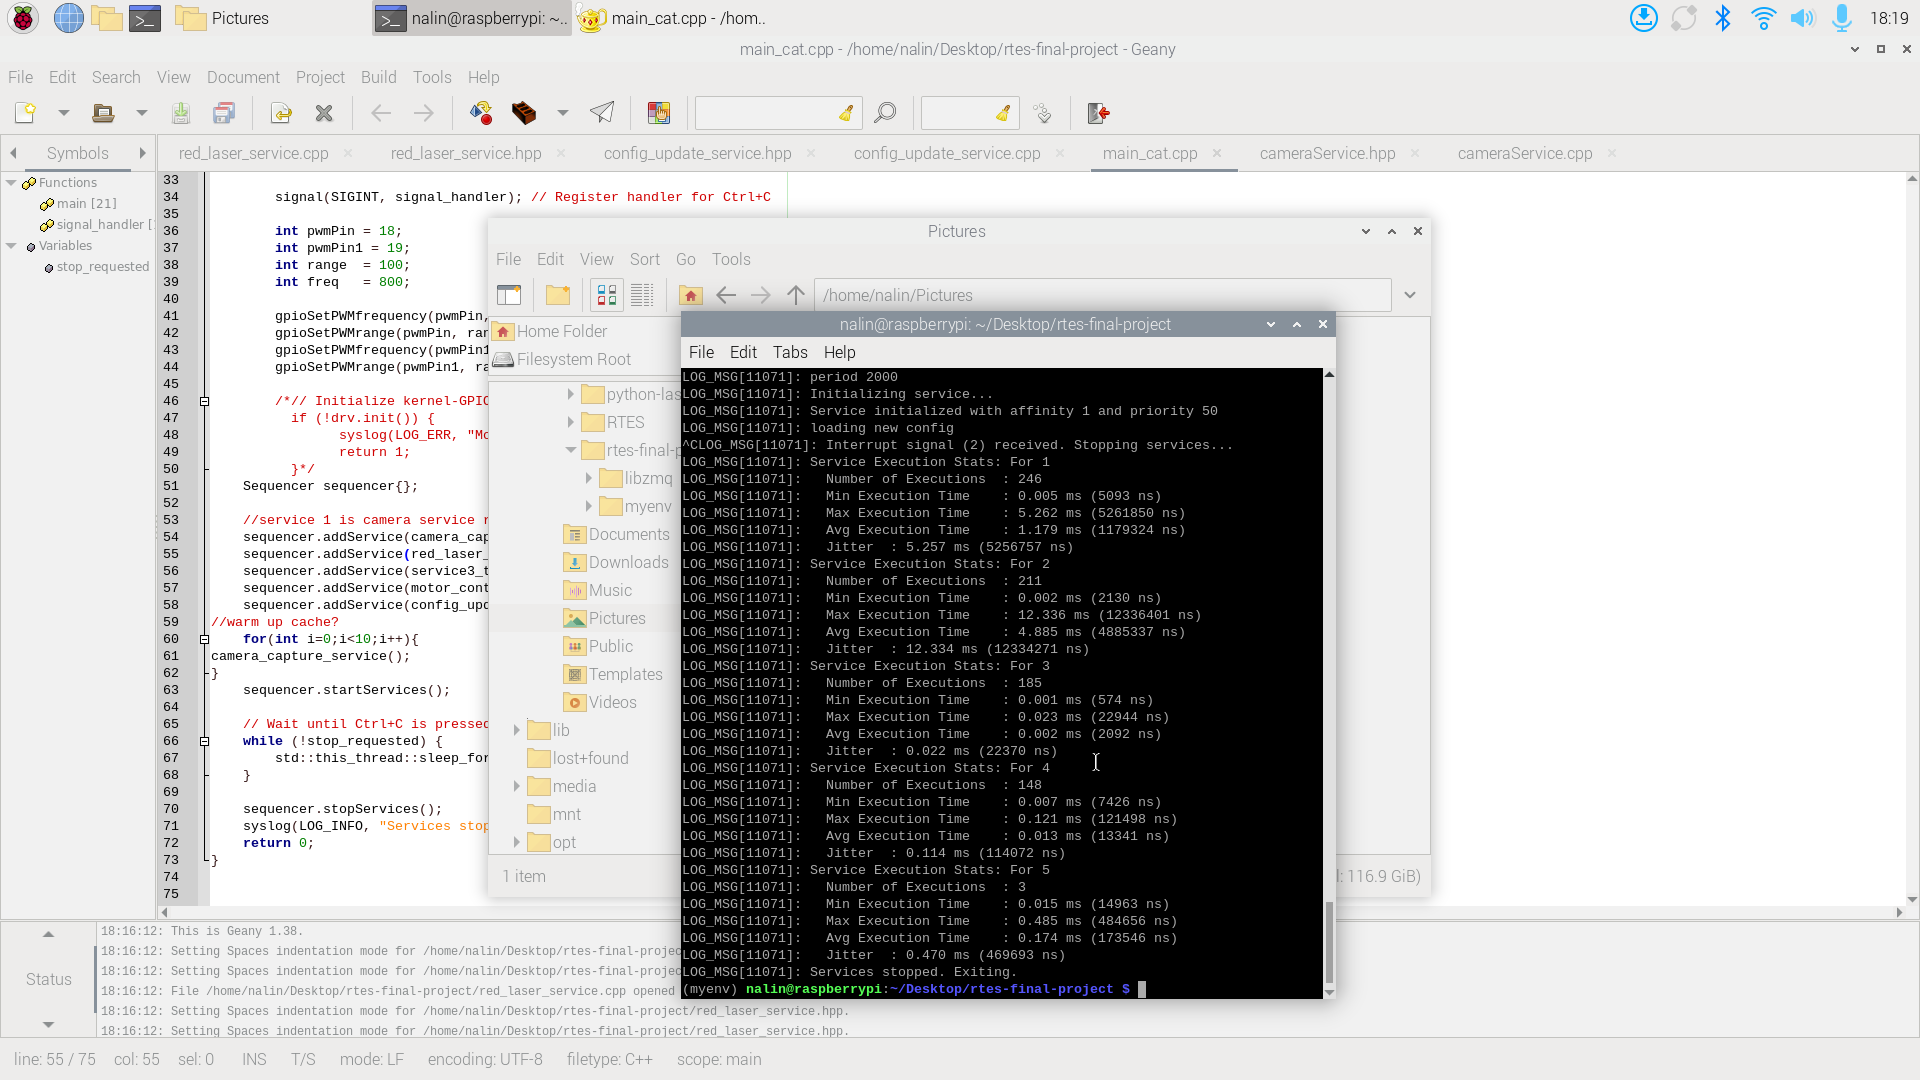 Pictures
nalin@raspberrypi: ~..
main_cat.cpp - /hom..
18:19
main_cat.cpp - /home/nalin/Desktop/rtes-final-project - Geany
File Edit Search View Document Project Build Tools Help
Symbols
red_laser_service.cpp
red_laser_service.hpp
config_update_service.hpp
config_update_service.cpp
main_cat.cpp
cameraService.hpp
cameraService.cpp
Functions
main [21]
signal_handler [
Variables
stop_requested
33
34 signal(SIGINT, signal_handler); // Register handler for Ctrl+C
35
36 int pwmPin = 18;
37 int pwmPin1 = 19;
38 int range = 100;
39 int freq = 800;
40
41 gpioSetPWMfrequency(pwmPin,
42 gpioSetPWMrange(pwmPin, ran
43 gpioSetPWMfrequency(pwmPin1
44 gpioSetPWMrange(pwmPin1, ra
45
46 /*// Initialize kernel-GPIO
47 if (!drv.init()) {
48 syslog(LOG_ERR, "Mo
49 return 1;
50 }*/
51 Sequencer sequencer{};
52
53 //service 1 is camera service r
54 sequencer.addService(camera_cap
55 sequencer.addService(red_laser_
56 sequencer.addService(service3_t
57 sequencer.addService(motor_cont
58 sequencer.addService(config_upd
59 //warm up cache?
60 for(int i=0;i<10;i++){
61 camera_capture_service();
62 }
63 sequencer.startServices();
64
65 // Wait until Ctrl+C is pressed
66 while (!stop_requested) {
67 std::this_thread::sleep_for
68 }
69
70 sequencer.stopServices();
71 syslog(LOG_INFO, "Services stop
72 return 0;
73 }
74
75
Pictures
File Edit View Sort Go Tools
/home/nalin/Pictures
Home Folder
Filesystem Root
python-las
RTES
rtes-final-p
libzmq
myenv
Documents
Downloads
Music
Pictures
Public
Templates
Videos
lib
lost+found
media
mnt
opt
1 item
l: 116.9 GiB)
nalin@raspberrypi: ~/Desktop/rtes-final-project
File Edit Tabs Help
LOG_MSG[11071]: period 2000
LOG_MSG[11071]: Initializing service...
LOG_MSG[11071]: Service initialized with affinity 1 and priority 50
LOG_MSG[11071]: loading new config
^CLOG_MSG[11071]: Interrupt signal (2) received. Stopping services...
LOG_MSG[11071]: Service Execution Stats: For 1
LOG_MSG[11071]: Number of Executions : 246
LOG_MSG[11071]: Min Execution Time : 0.005 ms (5093 ns)
LOG_MSG[11071]: Max Execution Time : 5.262 ms (5261850 ns)
LOG_MSG[11071]: Avg Execution Time : 1.179 ms (1179324 ns)
LOG_MSG[11071]: Jitter : 5.257 ms (5256757 ns)
LOG_MSG[11071]: Service Execution Stats: For 2
LOG_MSG[11071]: Number of Executions : 211
LOG_MSG[11071]: Min Execution Time : 0.002 ms (2130 ns)
LOG_MSG[11071]: Max Execution Time : 12.336 ms (12336401 ns)
LOG_MSG[11071]: Avg Execution Time : 4.885 ms (4885337 ns)
LOG_MSG[11071]: Jitter : 12.334 ms (12334271 ns)
LOG_MSG[11071]: Service Execution Stats: For 3
LOG_MSG[11071]: Number of Executions : 185
LOG_MSG[11071]: Min Execution Time : 0.001 ms (574 ns)
LOG_MSG[11071]: Max Execution Time : 0.023 ms (22944 ns)
LOG_MSG[11071]: Avg Execution Time : 0.002 ms (2092 ns)
LOG_MSG[11071]: Jitter : 0.022 ms (22370 ns)
LOG_MSG[11071]: Service Execution Stats: For 4
LOG_MSG[11071]: Number of Executions : 148
LOG_MSG[11071]: Min Execution Time : 0.007 ms (7426 ns)
LOG_MSG[11071]: Max Execution Time : 0.121 ms (121498 ns)
LOG_MSG[11071]: Avg Execution Time : 0.013 ms (13341 ns)
LOG_MSG[11071]: Jitter : 0.114 ms (114072 ns)
LOG_MSG[11071]: Service Execution Stats: For 5
LOG_MSG[11071]: Number of Executions : 3
LOG_MSG[11071]: Min Execution Time : 0.015 ms (14963 ns)
LOG_MSG[11071]: Max Execution Time : 0.485 ms (484656 ns)
LOG_MSG[11071]: Avg Execution Time : 0.174 ms (173546 ns)
LOG_MSG[11071]: Jitter : 0.470 ms (469693 ns)
LOG_MSG[11071]: Services stopped. Exiting.
(myenv) nalin@raspberrypi:~/Desktop/rtes-final-project $
Status
18:16:12: This is Geany 1.38.
18:16:12: Setting Spaces indentation mode for /home/nalin/Desktop/rtes-final-projec
18:16:12: Setting Spaces indentation mode for /home/nalin/Desktop/rtes-final-projec
18:16:12: File /home/nalin/Desktop/rtes-final-project/red_laser_service.cpp opened
18:16:12: Setting Spaces indentation mode for /home/nalin/Desktop/rtes-final-project/red_laser_service.hpp.
18:16:12: Setting Spaces indentation mode for /home/nalin/Desktop/rtes-final-project/red_laser_service.hpp.
line: 55 / 75 col: 55 sel: 0 INS T/S mode: LF encoding: UTF-8 filetype: C++ scope: main